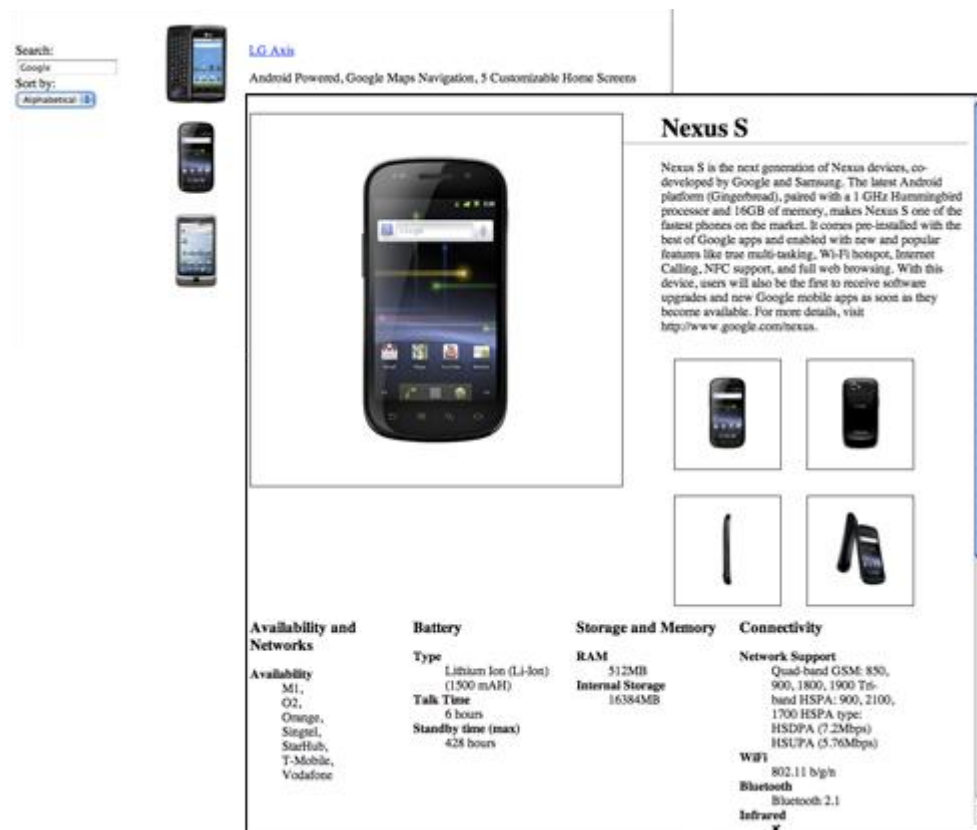 Search:
Google
Sort by:
Alphabetical
LG Axis
Android Powered, Google Maps Navigation, 5 Customizable Home Screens
Nexus S
Nexus S is the next generation of Nexus devices, co-
developed by Google and Samsung. The latest Android
platform (Gingerbread), paired with a 1 GHz Hummingbird
processor and 16GB of memory, makes Nexus S one of the
fastest phones on the market. It comes pre-installed with the
best of Google apps and enabled with new and popular
features like true multi-tasking, Wi-Fi hotspot, Internet
Calling, NFC support, and full web browsing. With this
device, users will also be the first to receive software
upgrades and new Google mobile apps as soon as they
become available. For more details, visit
http://www.google.com/nexus.
Availability and
Networks
Availability
M1,
O2,
Orange,
Singtel,
StarHub,
T-Mobile,
Vodafone
Battery
Type
Lithium Ion (Li-Ion)
(1500 mAH)
Talk Time
6 hours
Standby time (max)
428 hours
Storage and Memory
RAM
512MB
Internal Storage
16384MB
Connectivity
Network Support
Quad-band GSM: 850,
900, 1800, 1900 Tri-
band HSPA: 900, 2100,
1700 HSPA type:
HSDPA (7.2Mbps)
HSUPA (5.76Mbps)
WiFi
802.11 b/g/n
Bluetooth
Bluetooth 2.1
Infrared